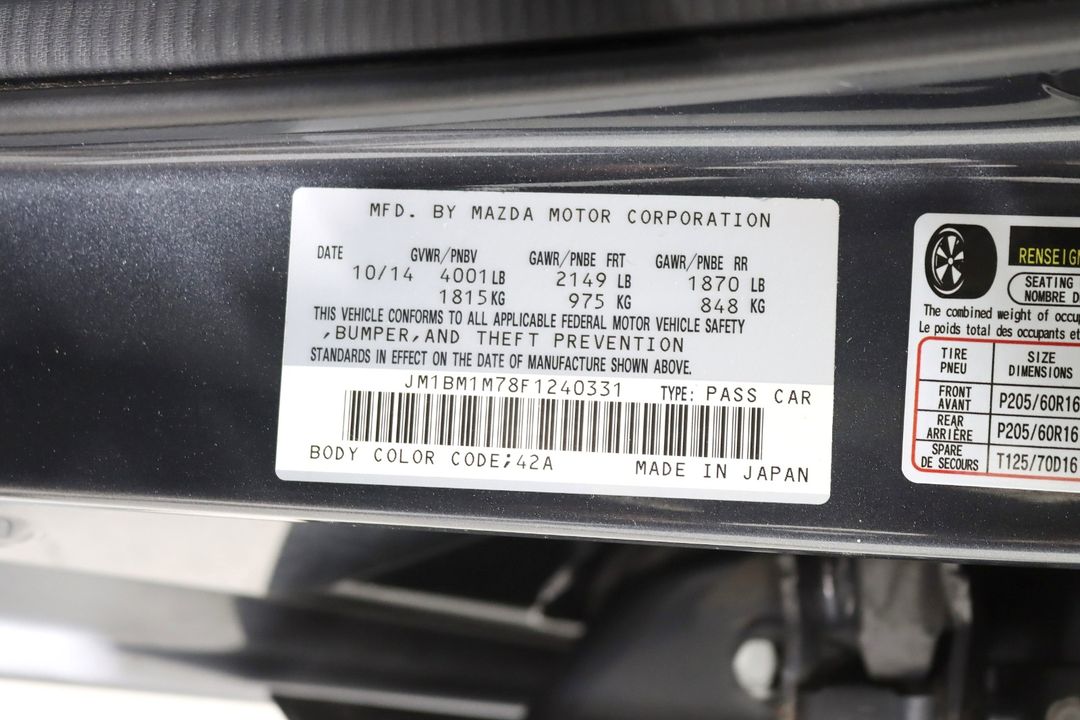 MFD. BY MAZDA MOTOR CORPORATION
DATE GVWR/PNBV GAWR/PNBE FRT GAWR/PNBE RR
10/14 4001 LB 2149 LB 1870 LB
1815 KG 975 KG 848 KG
THIS VEHICLE CONFORMS TO ALL APPLICABLE FEDERAL MOTOR VEHICLE SAFETY
,BUMPER,AND THEFT PREVENTION
STANDARDS IN EFFECT ON THE DATE OF MANUFACTURE SHOWN ABOVE.
JM1BM1M78F1240331 TYPE: PASS CAR
BODY COLOR CODE;42A MADE IN JAPAN
SEATING
NOMBRE
The combined weight of
Le poids total des occupants et
TIRE SIZE
PNEU DIMENSIONS
FRONT
AVANT P205/60R16
REAR
ARRIÈRE P205/60R16
SPARE
DE SECOURS T125/70D16